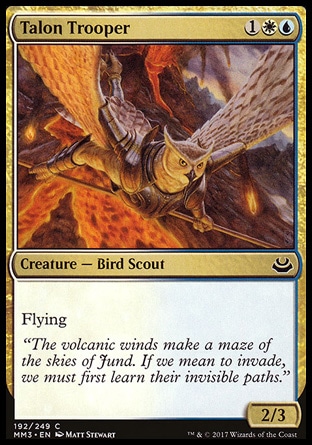 Talon Trooper 1
Creature — Bird Scout
Flying
“The volcanic winds make a maze of
the skies of Jund. If we mean to invade,
we must first learn their invisible paths.”
2/3
192/249 C
MM3 • EN Matt Stewart
™ & © 2017 Wizards of the Coast